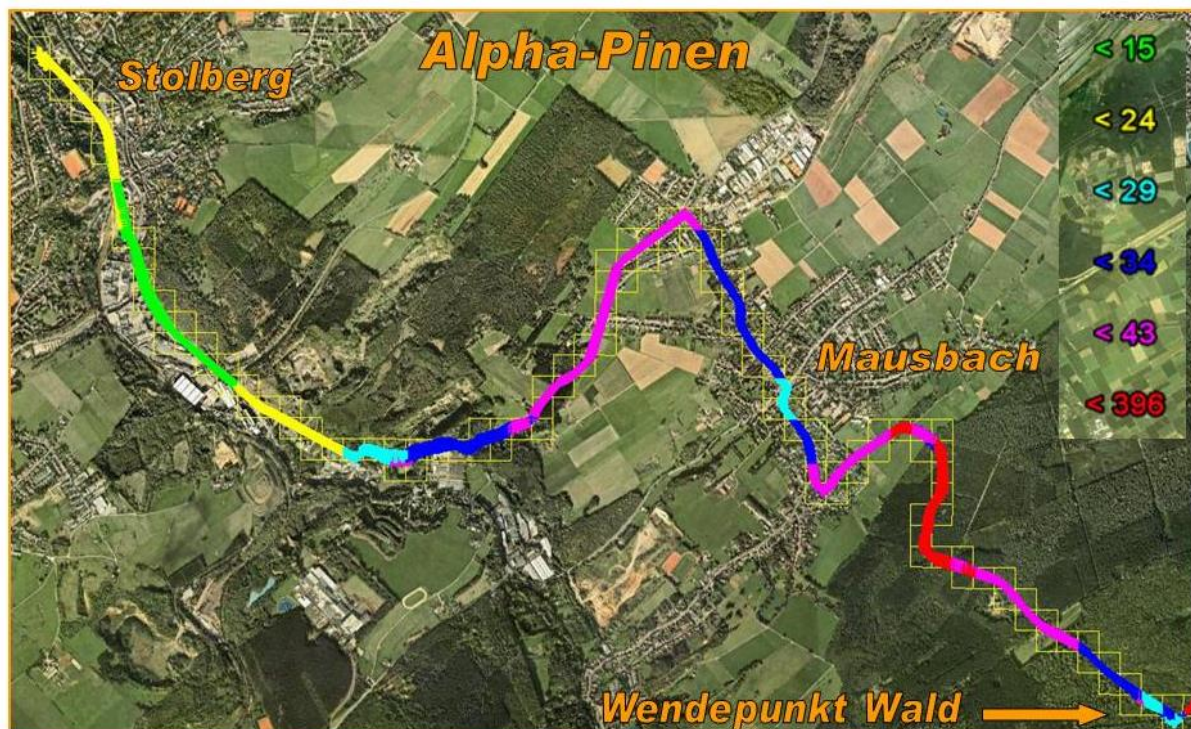 Alpha-Pinen
Stolberg
< 15
< 24
< 29
< 34
< 43
< 396
Mausbach
Wendepunkt Wald